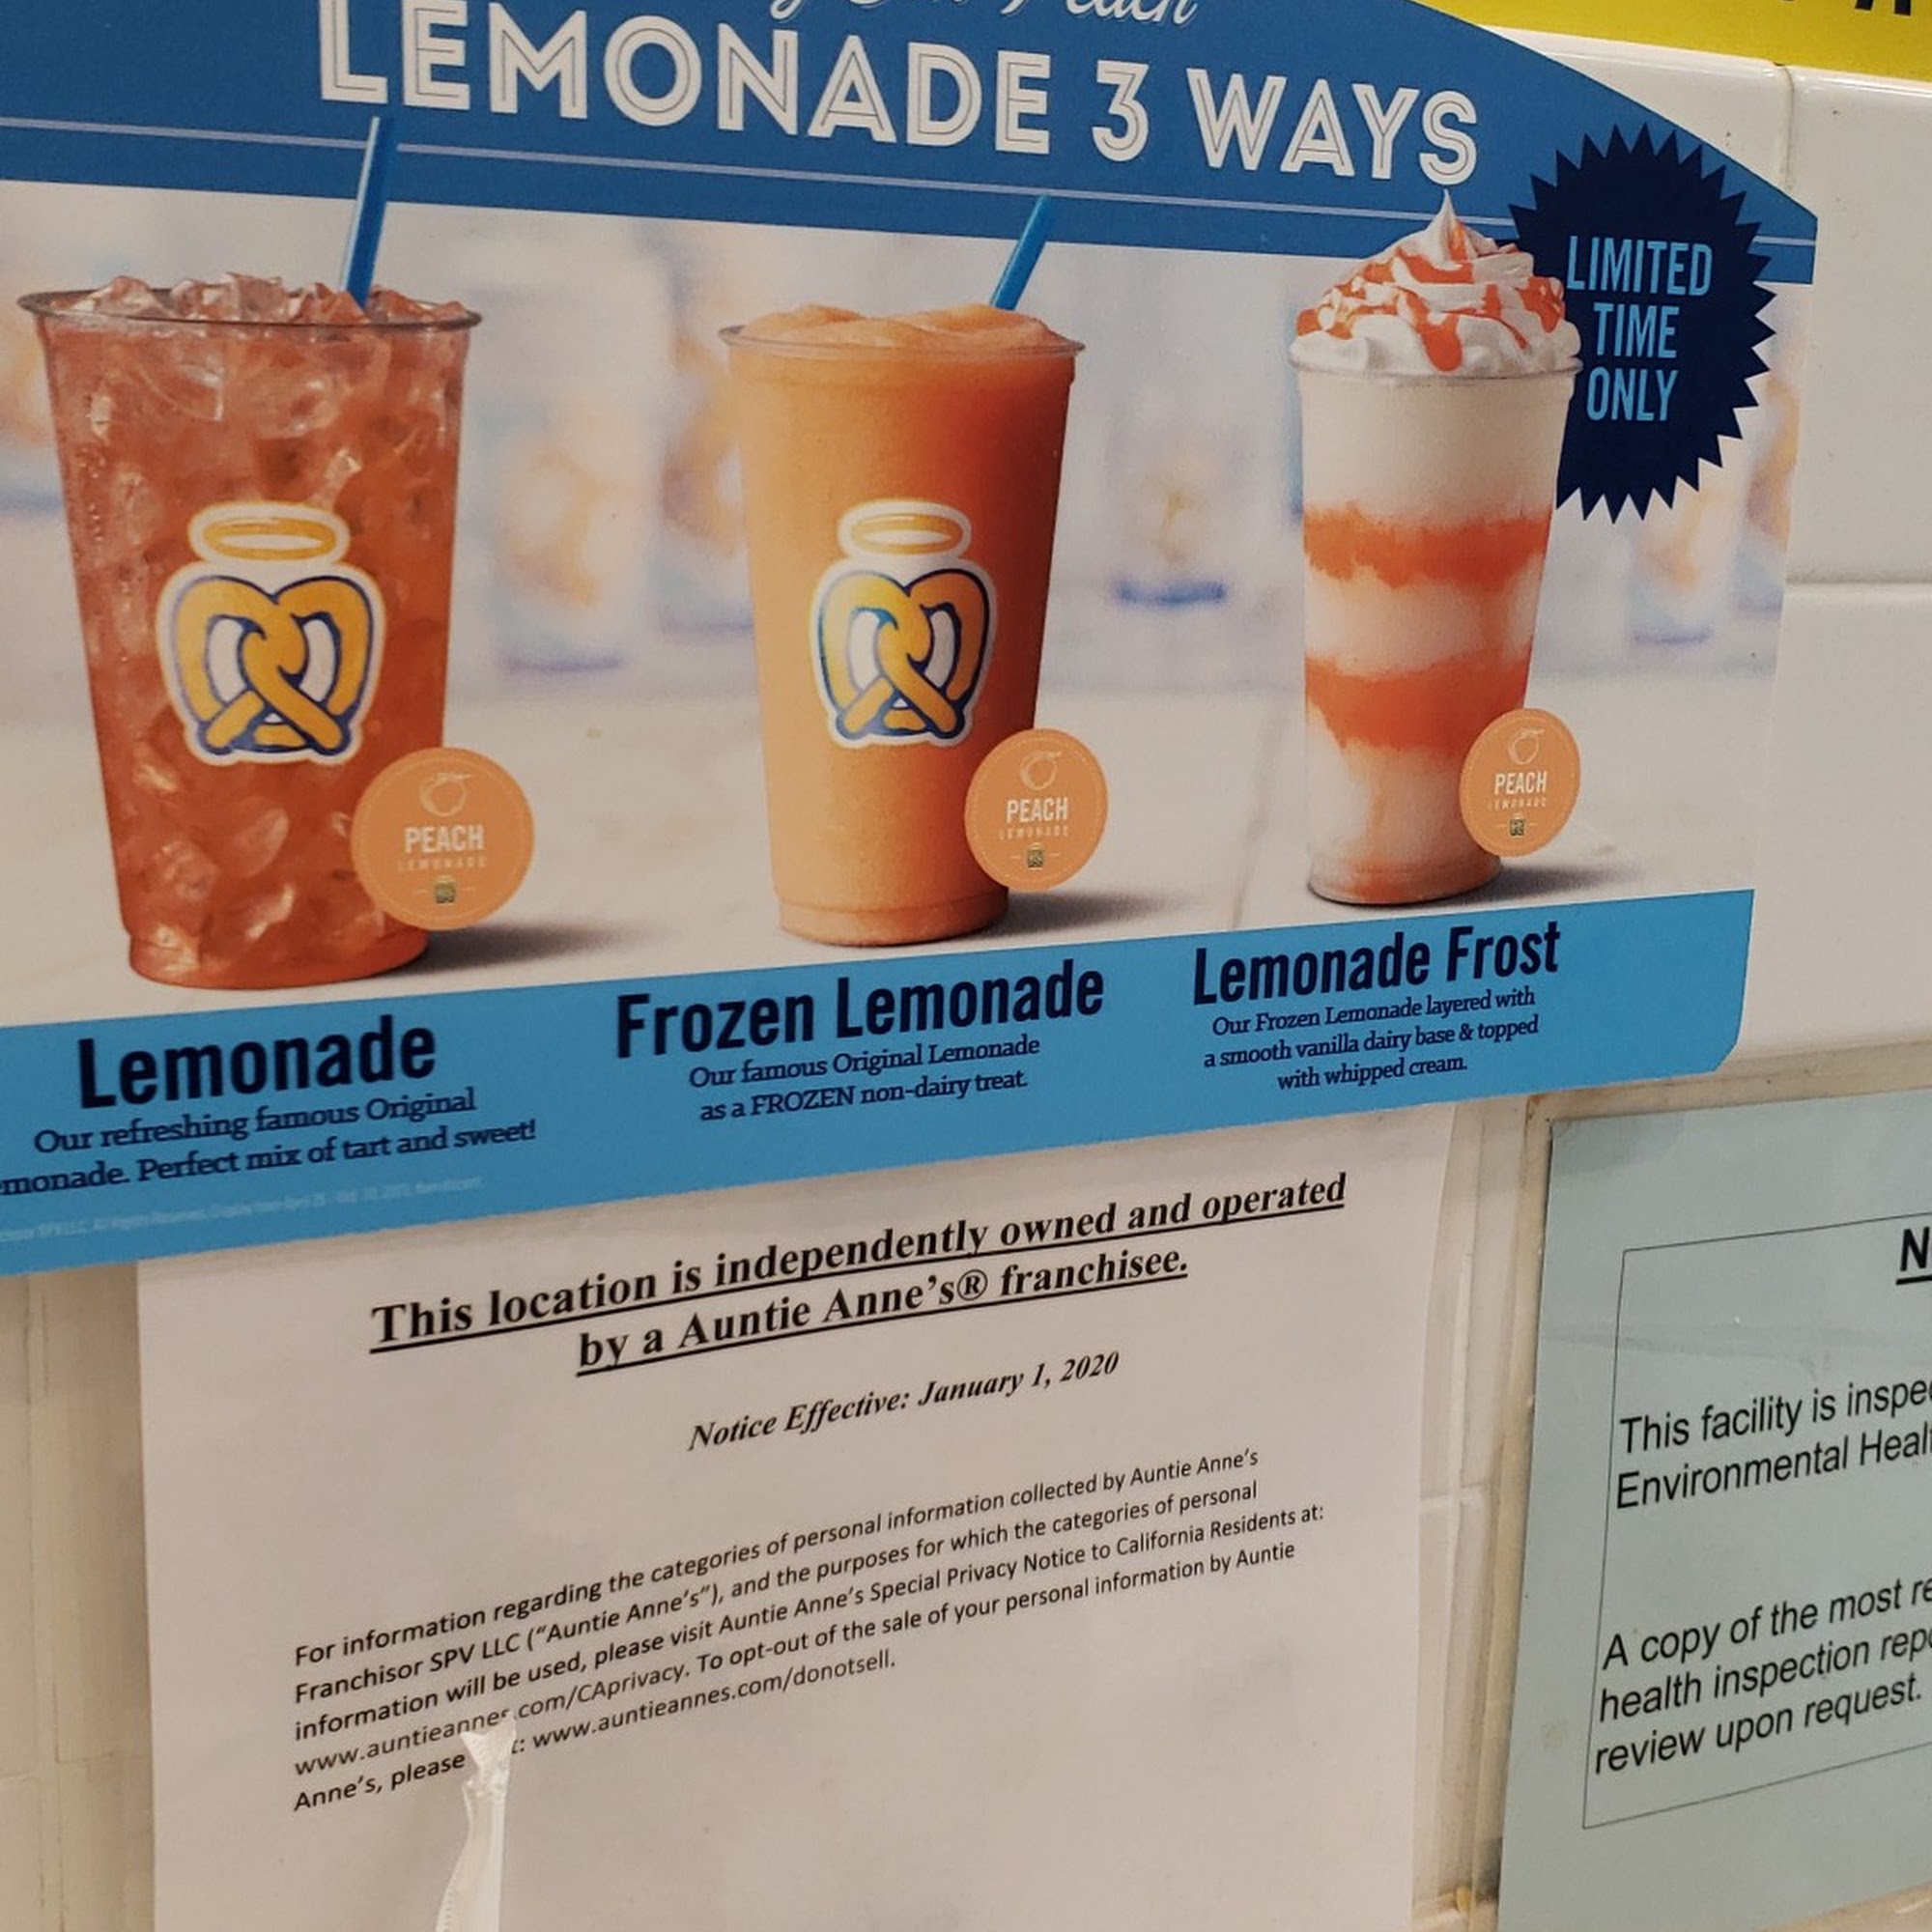 Peach
LEMONADE 3 WAYS
LIMITED
TIME
ONLY
PEACH
LEMONADE
PEACH
LEMONADE
PEACH
LEMONADE
Lemonade
Our refreshing famous Original
monade. Perfect mix of tart and sweet!
Frozen Lemonade
Our famous Original Lemonade
as a FROZEN non-dairy treat.
Lemonade Frost
Our Frozen Lemonade layered with
a smooth vanilla dairy base & topped
with whipped cream.
This location is independently owned and operated
by a Auntie Anne's® franchisee.
Notice Effective: January 1, 2020
For information regarding the categories of personal information collected by Auntie Anne's
Franchisor SPV LLC ("Auntie Anne's"), and the purposes for which the categories of personal
information will be used, please visit Auntie Anne's Special Privacy Notice to California Residents at:
www.auntieannes.com/CAprivacy. To opt-out of the sale of your personal information by Auntie
Anne's, please : www.auntieannes.com/donotsell.
N
This facility is inspe
Environmental Heal
A copy of the most re
health inspection rep
review upon request.